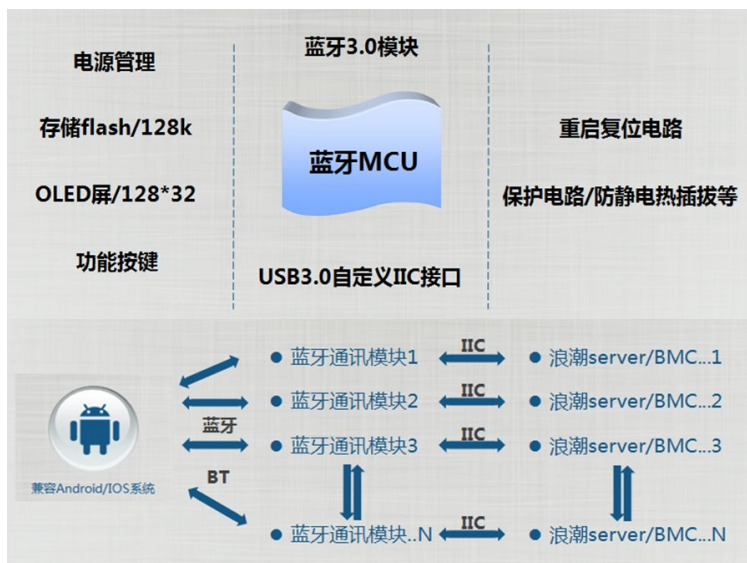 电源管理
存储flash/128k
OLED屏/128*32
功能按键
蓝牙3.0模块
蓝牙MCU
USB3.0自定义IIC接口
重启复位电路
保护电路/防静电热插拔等
兼容Android/IOS系统
蓝牙
BT
蓝牙通讯模块1 IIC 浪潮server/BMC...1
蓝牙通讯模块2 IIC 浪潮server/BMC...2
蓝牙通讯模块3 IIC 浪潮server/BMC...3
蓝牙通讯模块..N IIC 浪潮server/BMC...N